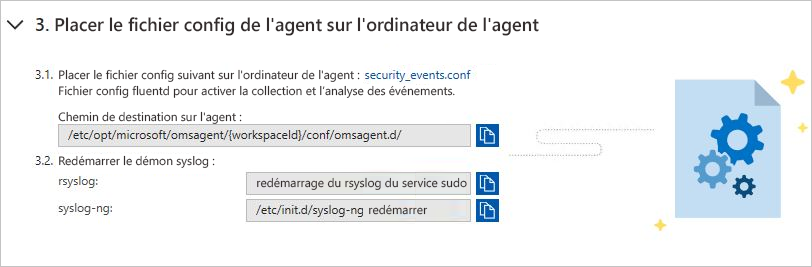 3. Placer le fichier config de l'agent sur l'ordinateur de l'agent
3.1. Placer le fichier config suivant sur l'ordinateur de l'agent : security_events.conf
Fichier config fluentd pour activer la collection et l'analyse des événements.
Chemin de destination sur l'agent :
/etc/opt/microsoft/omsagent/{workspaceId}/conf/omsagent.d/
3.2. Redémarrer le démon syslog :
rsyslog: redémarrage du rsyslog du service sudo
syslog-ng: /etc/init.d/syslog-ng redémarrer